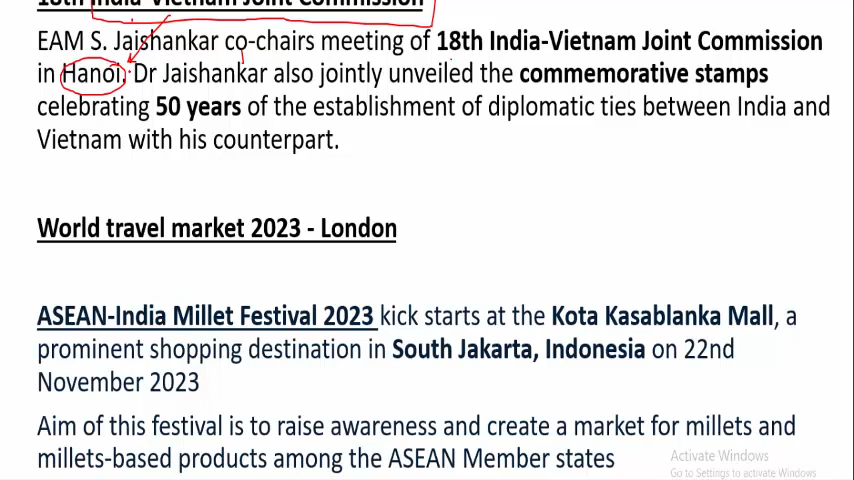 18th India-Vietnam Joint Commission
EAM S. Jaishankar co-chairs meeting of 18th India-Vietnam Joint Commission
in Hanoi. Dr Jaishankar also jointly unveiled the commemorative stamps
celebrating 50 years of the establishment of diplomatic ties between India and
Vietnam with his counterpart.
World travel market 2023 - London
ASEAN-India Millet Festival 2023 kick starts at the Kota Kasablanka Mall, a
prominent shopping destination in South Jakarta, Indonesia on 22nd
November 2023
Aim of this festival is to raise awareness and create a market for millets and
millets-based products among the ASEAN Member states
Activate Windows
Go to Settings to activate Windows